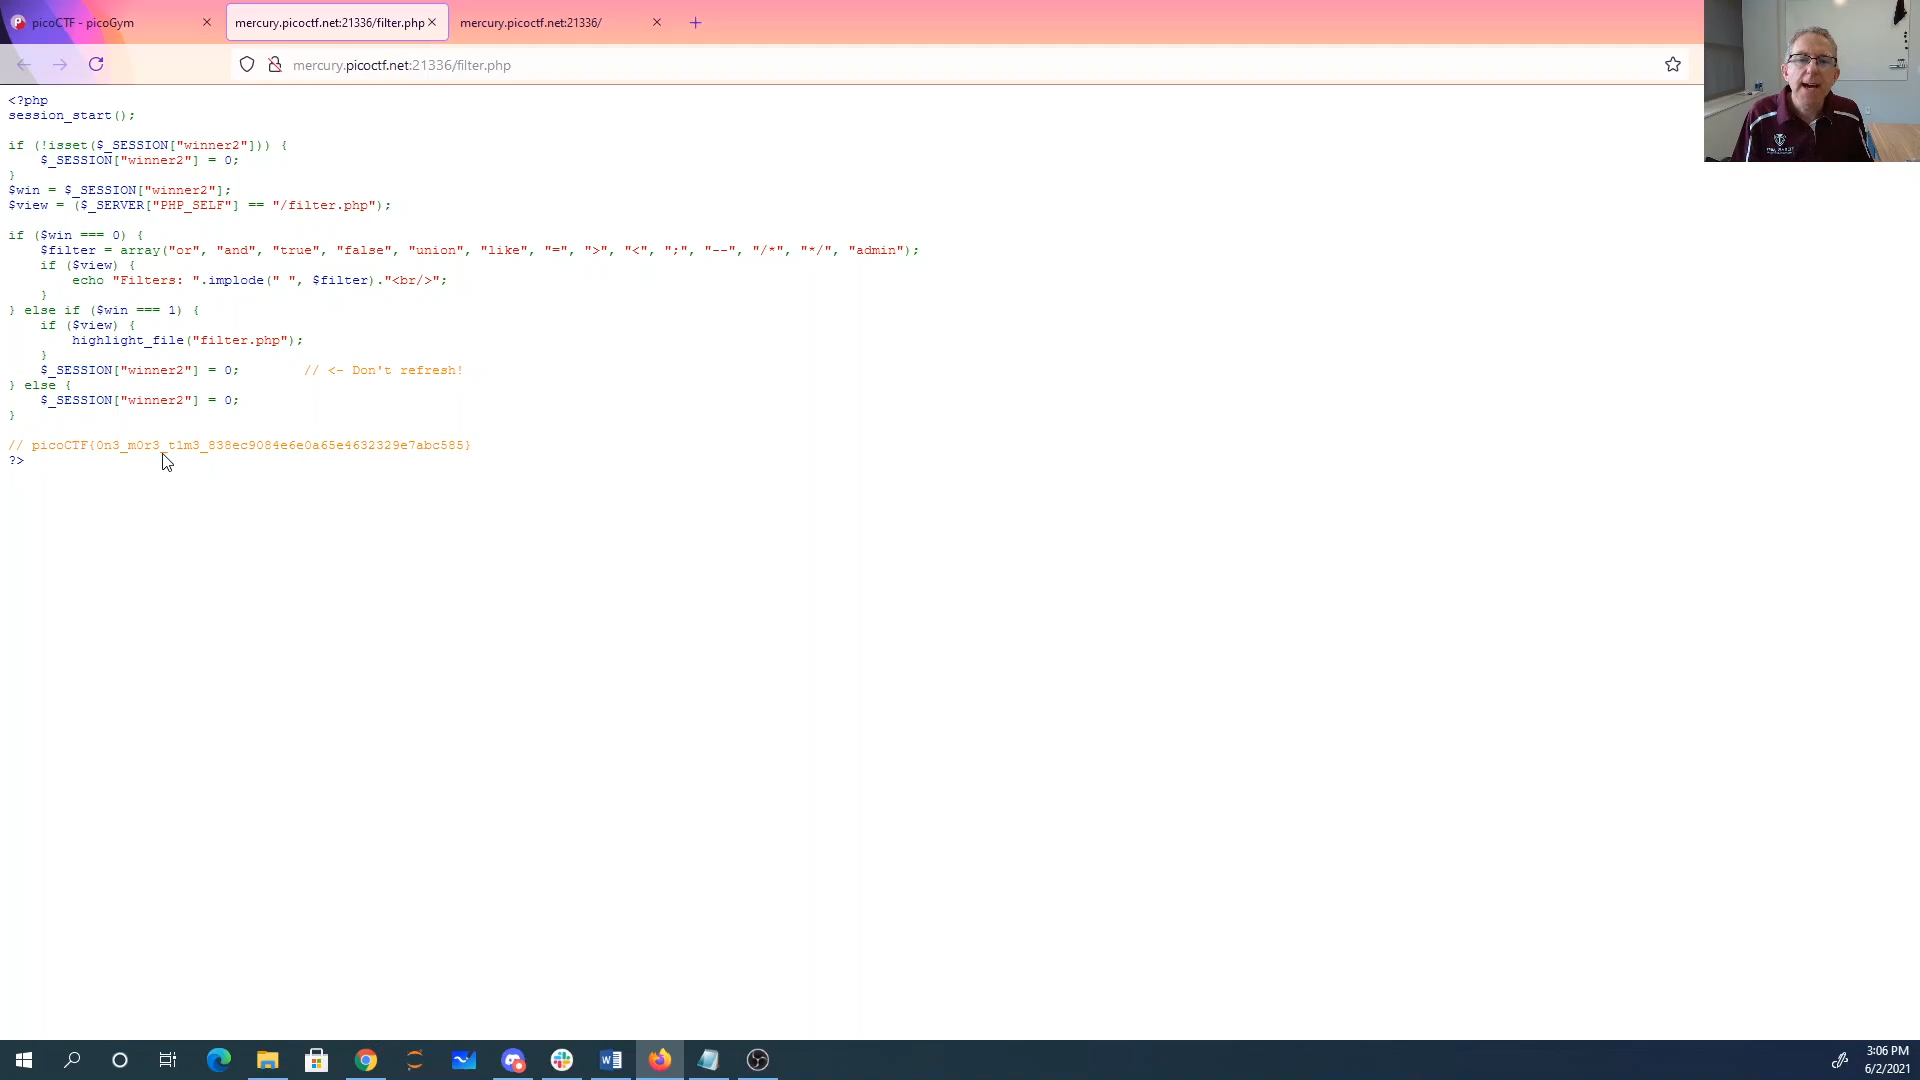 picoCTF - picoGym
mercury.picoctf.net:21336/filter.php
mercury.picoctf.net:21336/
mercury.picoctf.net:21336/filter.php
<?php
session_start();
if (!isset($_SESSION["winner2"])) {
    $_SESSION["winner2"] = 0;
}
$win = $_SESSION["winner2"];
$view = ($_SERVER["PHP_SELF"] == "/filter.php");
if ($win === 0) {
    $filter = array("or", "and", "true", "false", "union", "like", "=", ">", "<", ";", "--", "/*", "*/", "admin");
    if ($view) {
        echo "Filters: ".implode(" ", $filter)."<br/>";
    }
} else if ($win === 1) {
    if ($view) {
        highlight_file("filter.php");
    }
    $_SESSION["winner2"] = 0;        // <- Don't refresh!
} else {
    $_SESSION["winner2"] = 0;
}
// picoCTF{0n3_m0r3_t1m3_838ec9084e6e0a65e4632329e7abc585}
?>
3:06 PM
6/2/2021